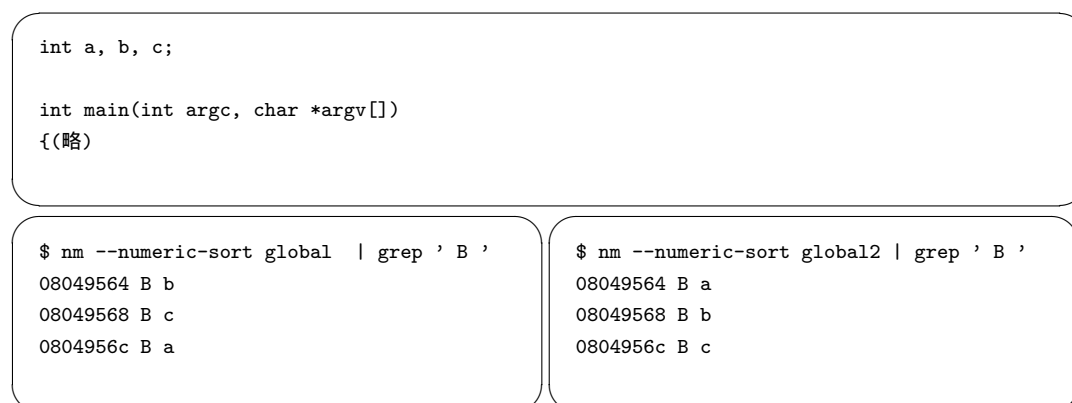 int a, b, c;
int main(int argc, char *argv[])
{(略)
$ nm --numeric-sort global  | grep ’ B ’
08049564 B b
08049568 B c
0804956c B a
$ nm --numeric-sort global2 | grep ’ B ’
08049564 B a
08049568 B b
0804956c B c